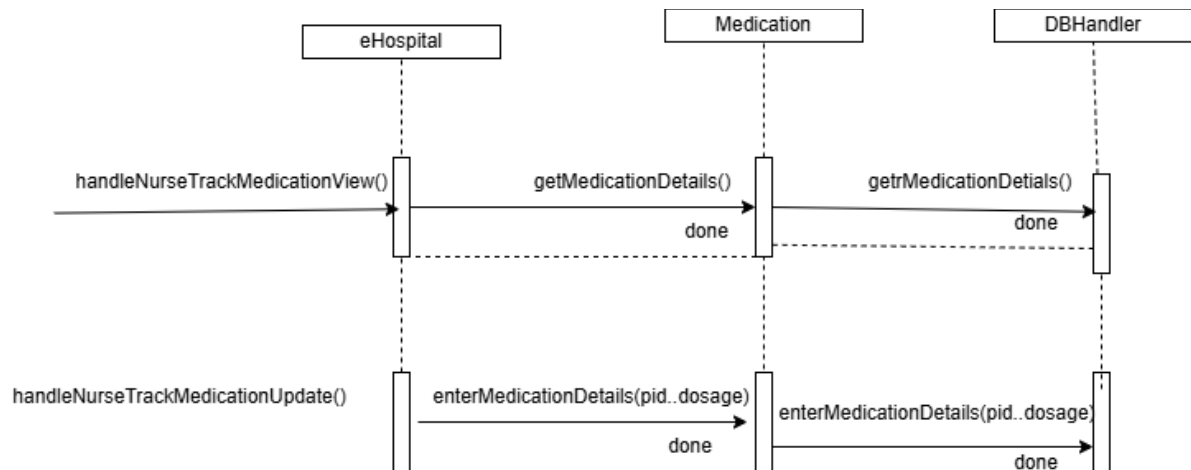 eHospital
Medication
DBHandler
handleNurseTrackMedicationView()
getMedicationDetails()
getrMedicationDetials()
done
done
handleNurseTrackMedicationUpdate()
enterMedicationDetails(pid..dosage)
enterMedicationDetails(pid..dosage)
done
done